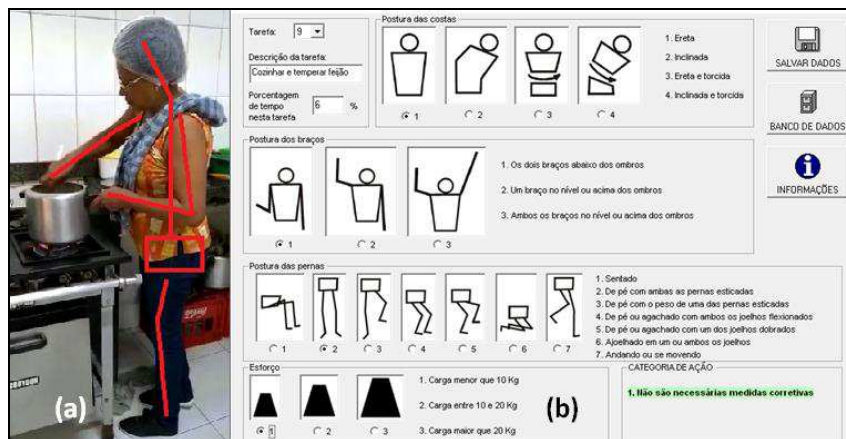 Tarefa: 9
Descrição da tarefa:
Cozinhar e temperar feijão
Porcentagem
de tempo 6 %
nesta tarefa
Postura das costas
1 2 3 4
1. Ereta
2. Inclinada
3. Ereta e torcida
4. Inclinada e torcida
SALVAR DADOS
BANCO DE DADOS
INFORMAÇÕES
Postura dos braços
1 2 3
1. Os dois braços abaixo dos ombros
2. Um braço no nível ou acima dos ombros
3. Ambos os braços no nível ou acima dos ombros
Postura das pernas
1 2 3 4 5 6 7
1. Sentado
2. De pé com ambas as pernas esticadas
3. De pé com o peso de uma das pernas esticadas
4. De pé ou agachado com ambos os joelhos flexionados
5. De pé ou agachado com um dos joelhos dobrados
6. Ajoelhado em um ou ambos os joelhos
7. Andando ou se movendo
Esforço
1 2 3
1. Carga menor que 10 Kg
2. Carga entre 10 e 20 Kg
3. Carga maior que 20 Kg
CATEGORIA DE AÇÃO
1. Não são necessárias medidas corretivas
(a)
(b)